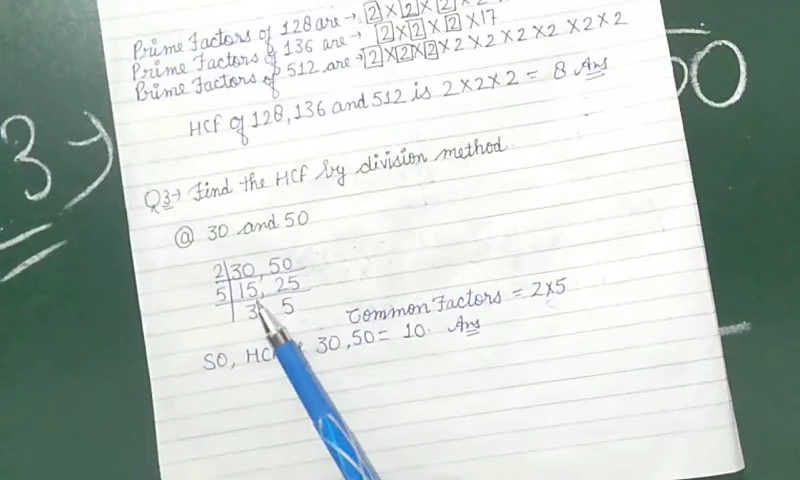 Prime Factors of 128 are → 2 × 2 × 2 ×
Prime Factors of 136 are → 2 × 2 × 2 × 17
Prime Factors of 512 are → 2 × 2 × 2 × 2 × 2 × 2 × 2 × 2 × 2
HCF of 128, 136 and 512 is 2 × 2 × 2 = 8 Ans
3 →
50
Q3→ Find the HCF by division method
ⓐ 30 and 50
2 | 30, 50
5 | 15, 25
3 5
Common Factors = 2 × 5
So, HCF 30, 50 = 10. Ans